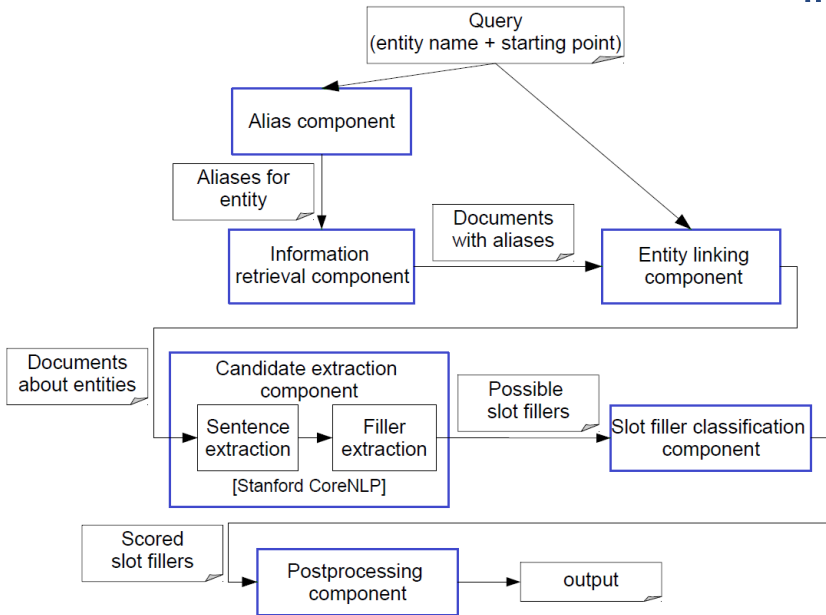 Query
(entity name + starting point)
Alias component
Aliases for
entity
Information
retrieval component
Documents
with aliases
Entity linking
component
Documents
about entities
Candidate extraction
component
Sentence
extraction
Filler
extraction
[Stanford CoreNLP]
Possible
slot fillers
Slot filler classification
component
Scored
slot fillers
Postprocessing
component
output